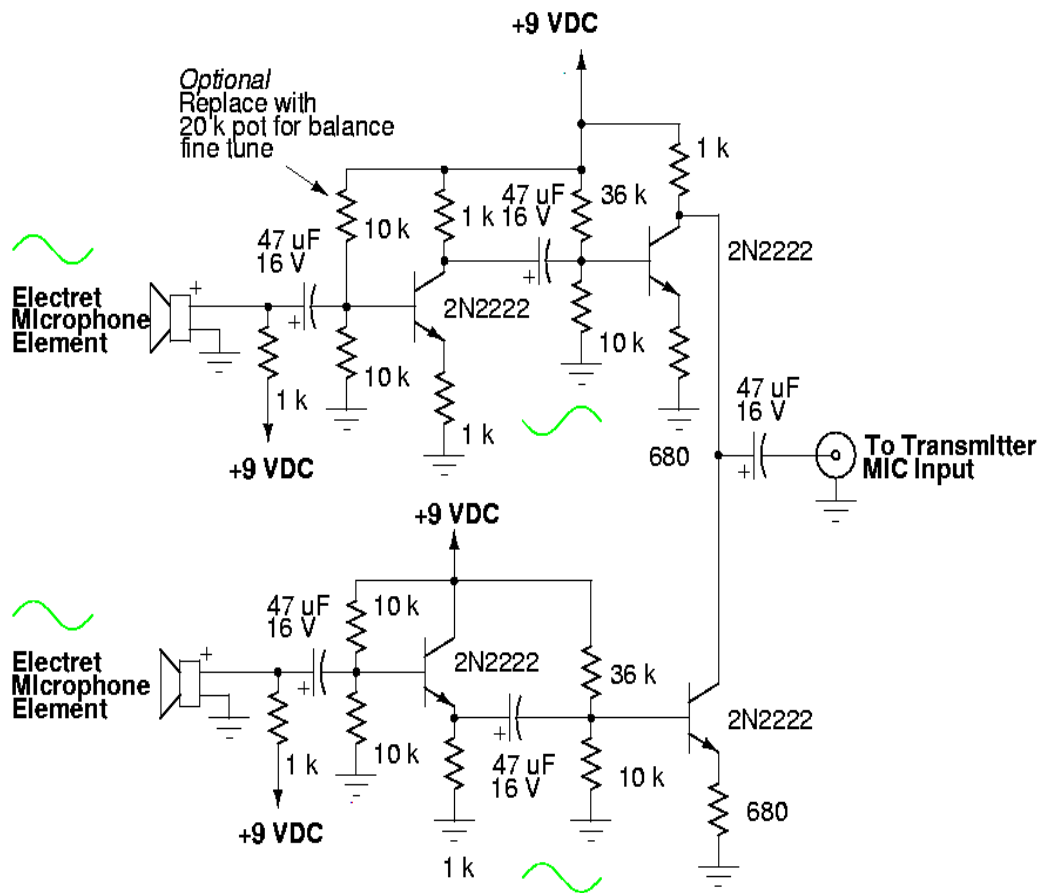 +9 VDC
Optional
Replace with
20 k pot for balance
fine tune
1 k
47 uF
16 V
36 k
10 k
1 k
47 uF
16 V
2N2222
+
Electret
MIcrophone
Element
+
+
2N2222
10 k
10 k
1 k
1 k
+9 VDC
680
47 uF
16 V
+
To TransmItter
MIC Input
+9 VDC
47 uF
16 V
10 k
2N2222
36 k
Electret
MIcrophone
Element
+
+
+
10 k
47 uF
16 V
10 k
2N2222
1 k
+9 VDC
1 k
680